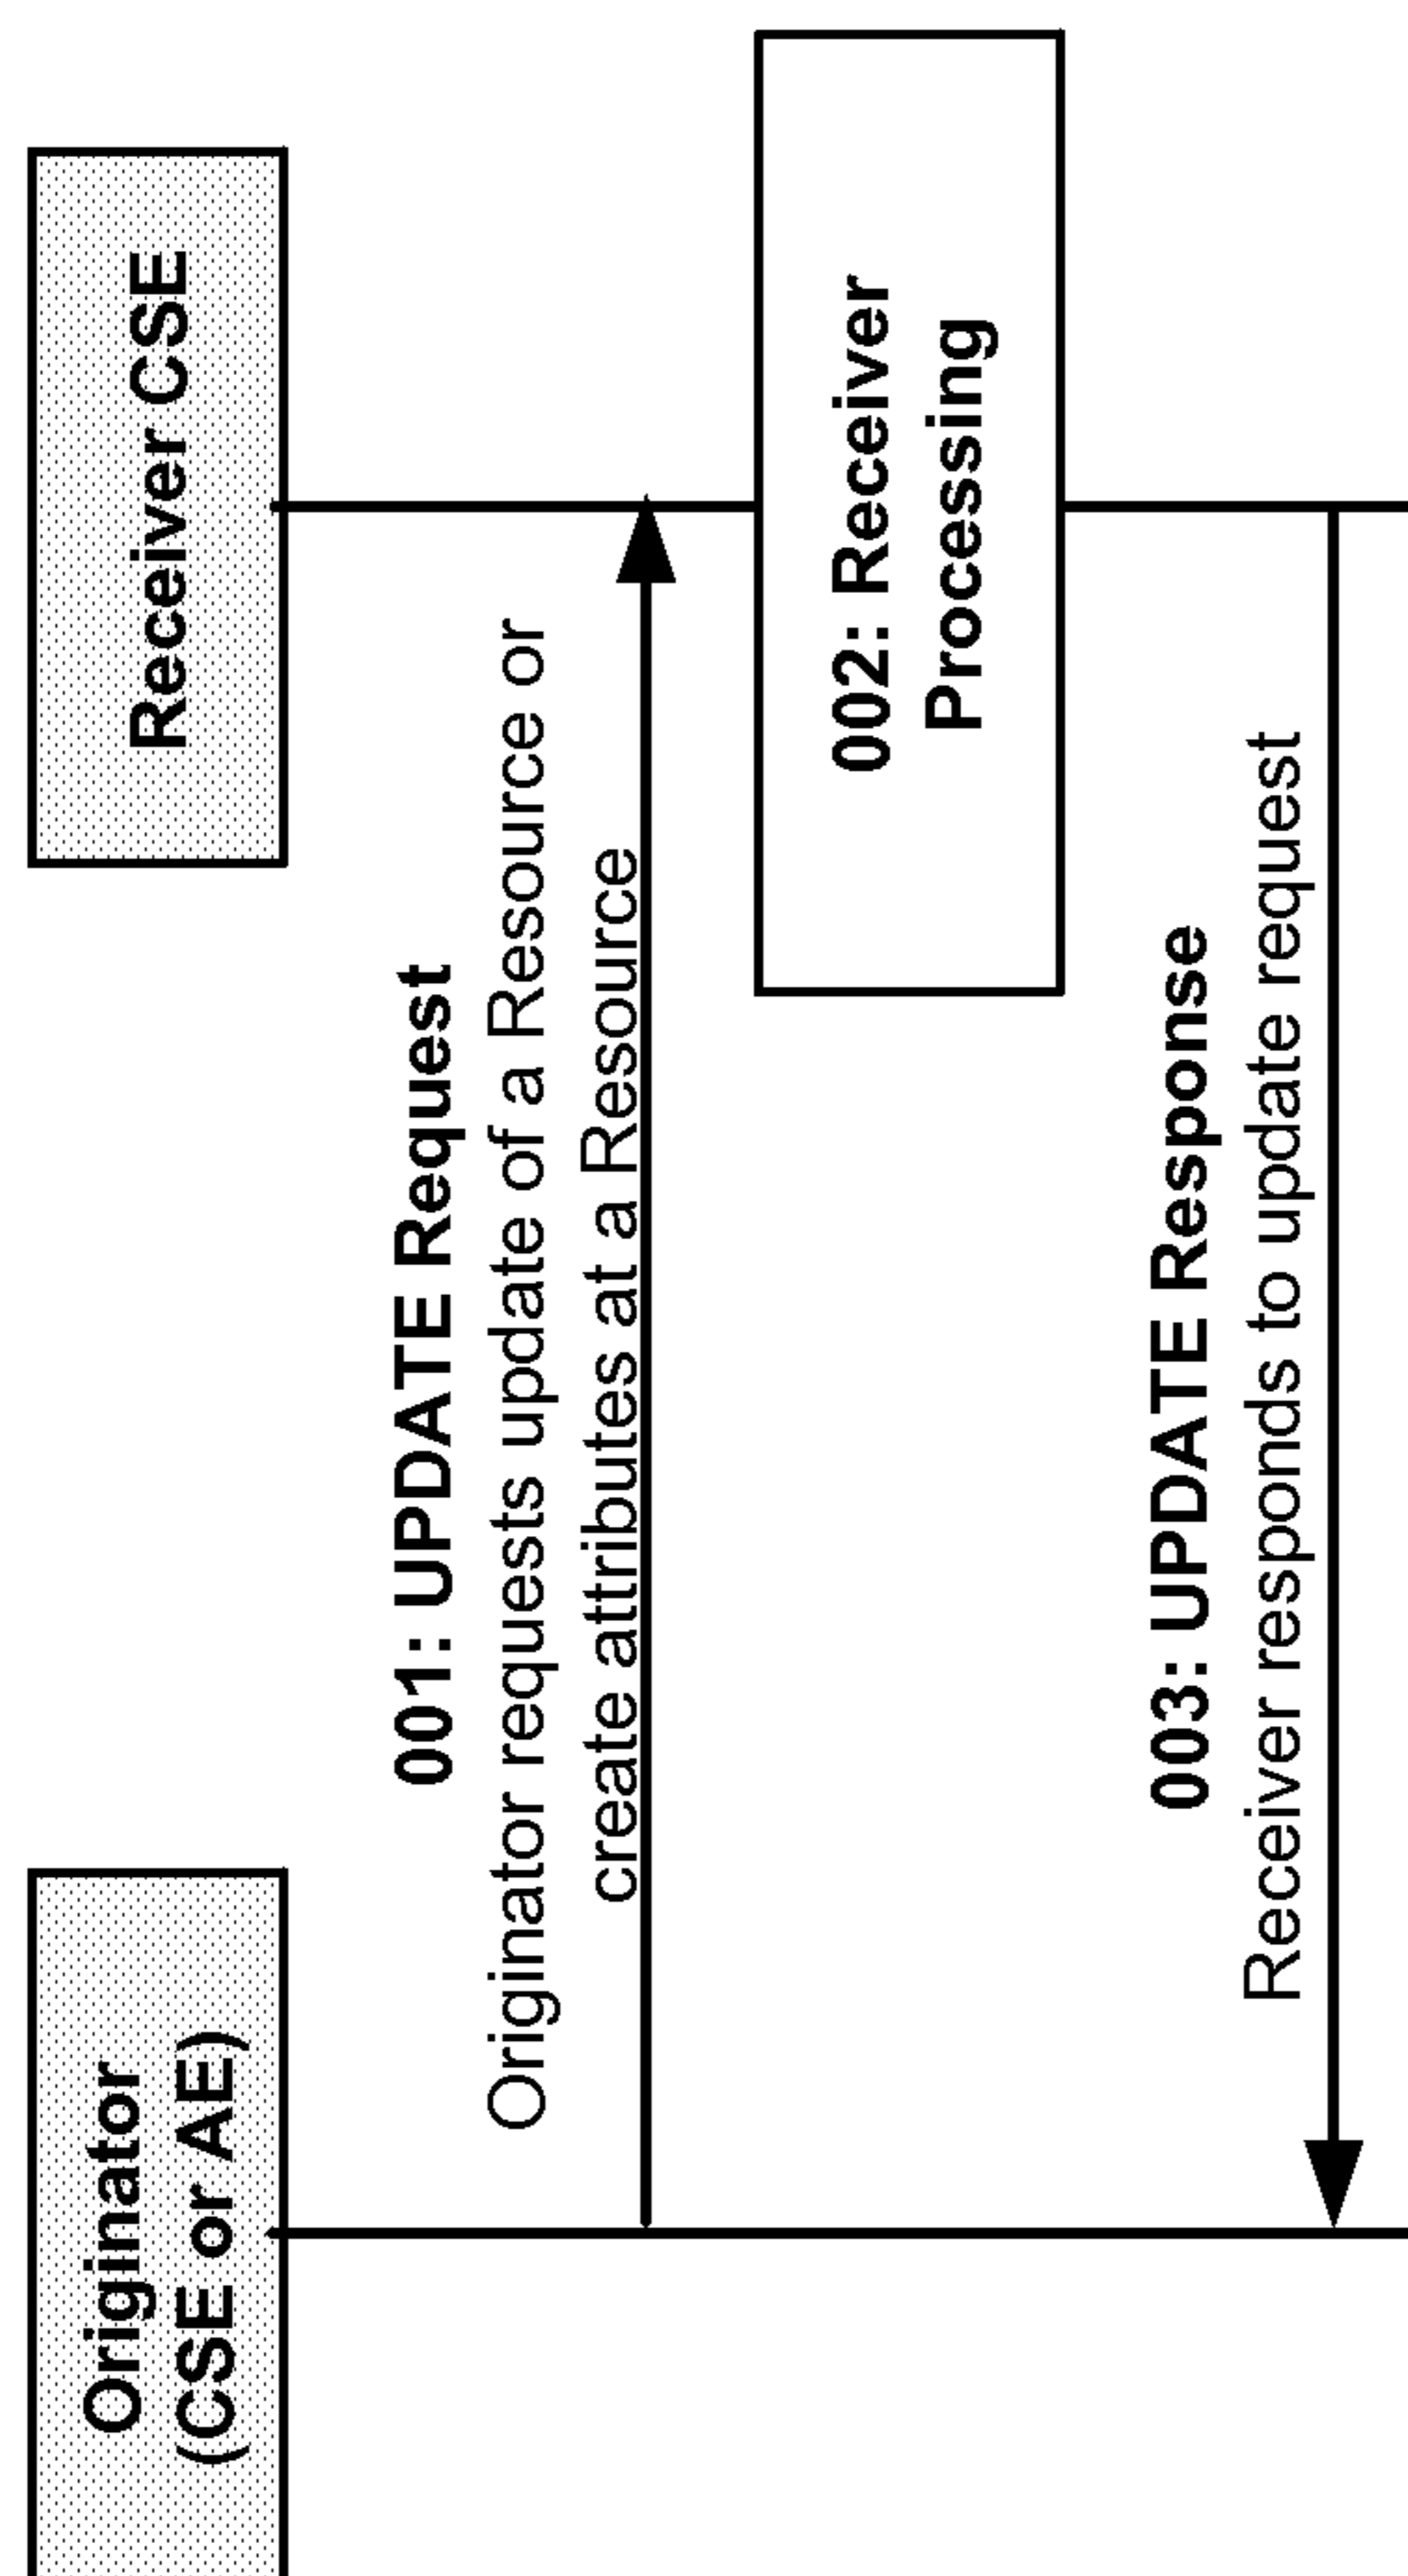 Originator
(CSE or AE)
Receiver CSE
001: UPDATE Request
Originator requests update of a Resource or
create attributes at a Resource
002: Receiver
Processing
003: UPDATE Response
Receiver responds to update request